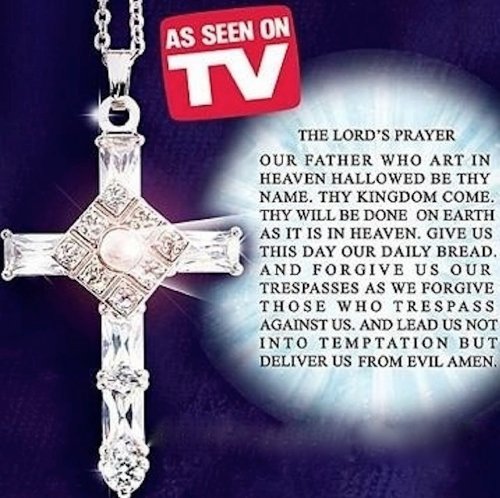 AS SEEN ON
TV
THE LORD'S PRAYER
OUR FATHER WHO ART IN
HEAVEN HALLOWED BE THY
NAME. THY KINGDOM COME.
THY WILL BE DONE ON EARTH
AS IT IS IN HEAVEN. GIVE US
THIS DAY OUR DAILY BREAD.
AND FORGIVE US OUR
TRESPASSES AS WE FORGIVE
THOSE WHO TRESPASS
AGAINST US. AND LEAD US NOT
INTO TEMPTATION BUT
DELIVER US FROM EVIL AMEN.